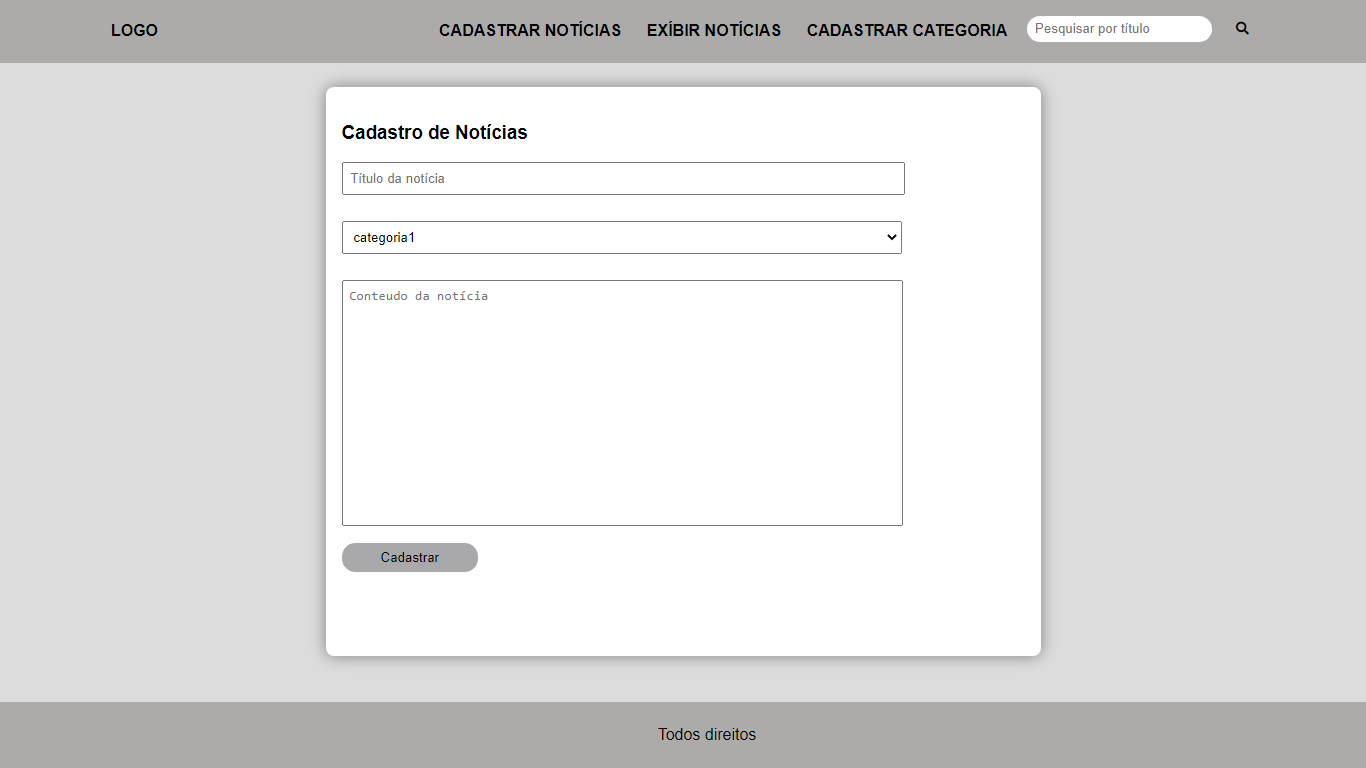 LOGO CADASTRAR NOTÍCIAS EXÍBIR NOTÍCIAS CADASTRAR CATEGORIA Pesquisar por título
Cadastro de Notícias
Título da notícia
categoria1
Conteudo da notícia
Cadastrar
Todos direitos